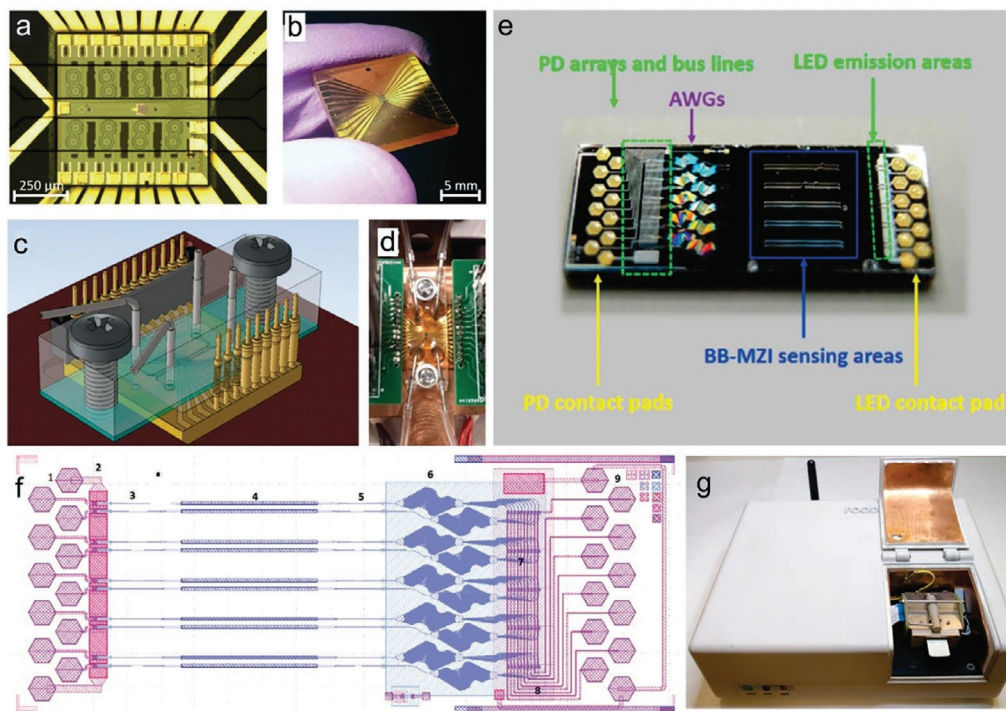 a
250 µm
b
5 mm
c
d
e
PD arrays and bus lines
LED emission areas
AWGs
BB-MZI sensing areas
PD contact pads
LED contact pad
f
1
2
3
4
5
6
7
8
9
g